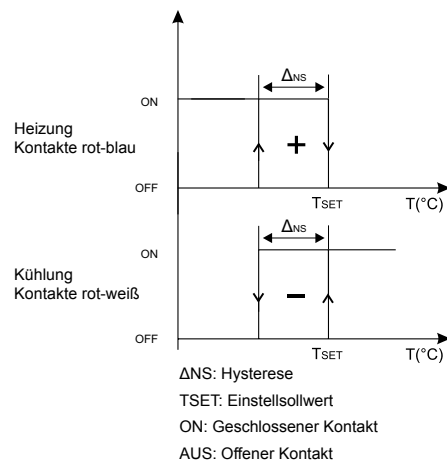 ΔNS
ON
Heizung
Kontakte rot-blau
+
OFF
TSET
T(°C)
ΔNS
ON
Kühlung
Kontakte rot-weiß
−
OFF
TSET
T(°C)
ΔNS: Hysterese
TSET: Einstellsollwert
ON: Geschlossener Kontakt
AUS: Offener Kontakt